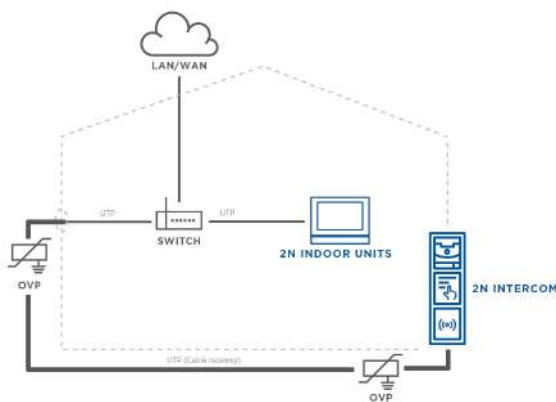 LAN/WAN
UTP
UTP
SWITCH
2N INDOOR UNITS
OVP
2N INTERCOM
UTP (Cable raceway)
OVP